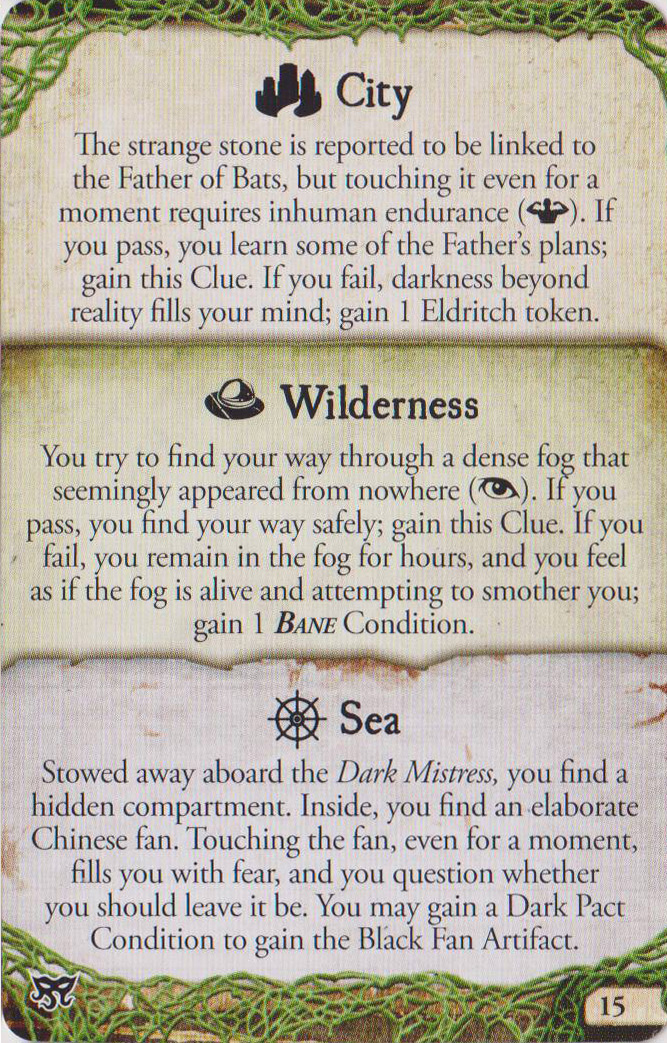 City
The strange stone is reported to be linked to
the Father of Bats, but touching it even for a
moment requires inhuman endurance (). If
you pass, you learn some of the Father's plans;
gain this Clue. If you fail, darkness beyond
reality fills your mind; gain 1 Eldritch token.
Wilderness
You try to find your way through a dense fog that
seemingly appeared from nowhere (). If you
pass, you find your way safely; gain this Clue. If you
fail, you remain in the fog for hours, and you feel
as if the fog is alive and attempting to smother you;
gain 1 BANE Condition.
Sea
Stowed away aboard the Dark Mistress, you find a
hidden compartment. Inside, you find an elaborate
Chinese fan. Touching the fan, even for a moment,
fills you with fear, and you question whether
you should leave it be. You may gain a Dark Pact
Condition to gain the Black Fan Artifact.
15